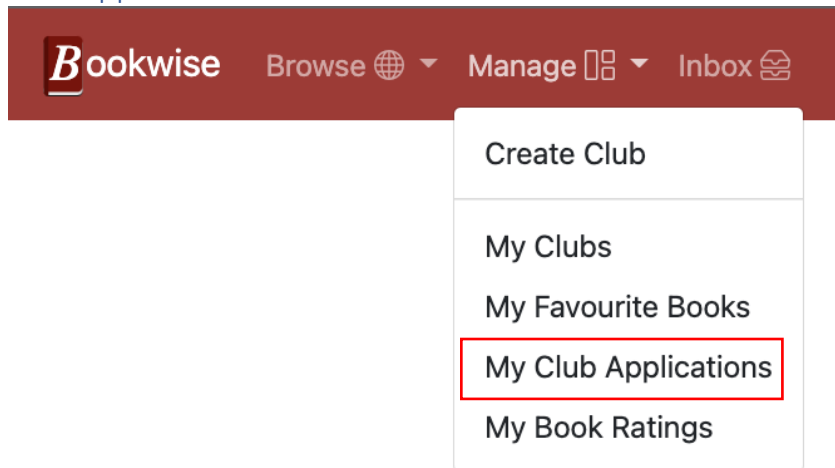 Bookwise Browse Manage Inbox
Create Club
My Clubs
My Favourite Books
My Club Applications
My Book Ratings